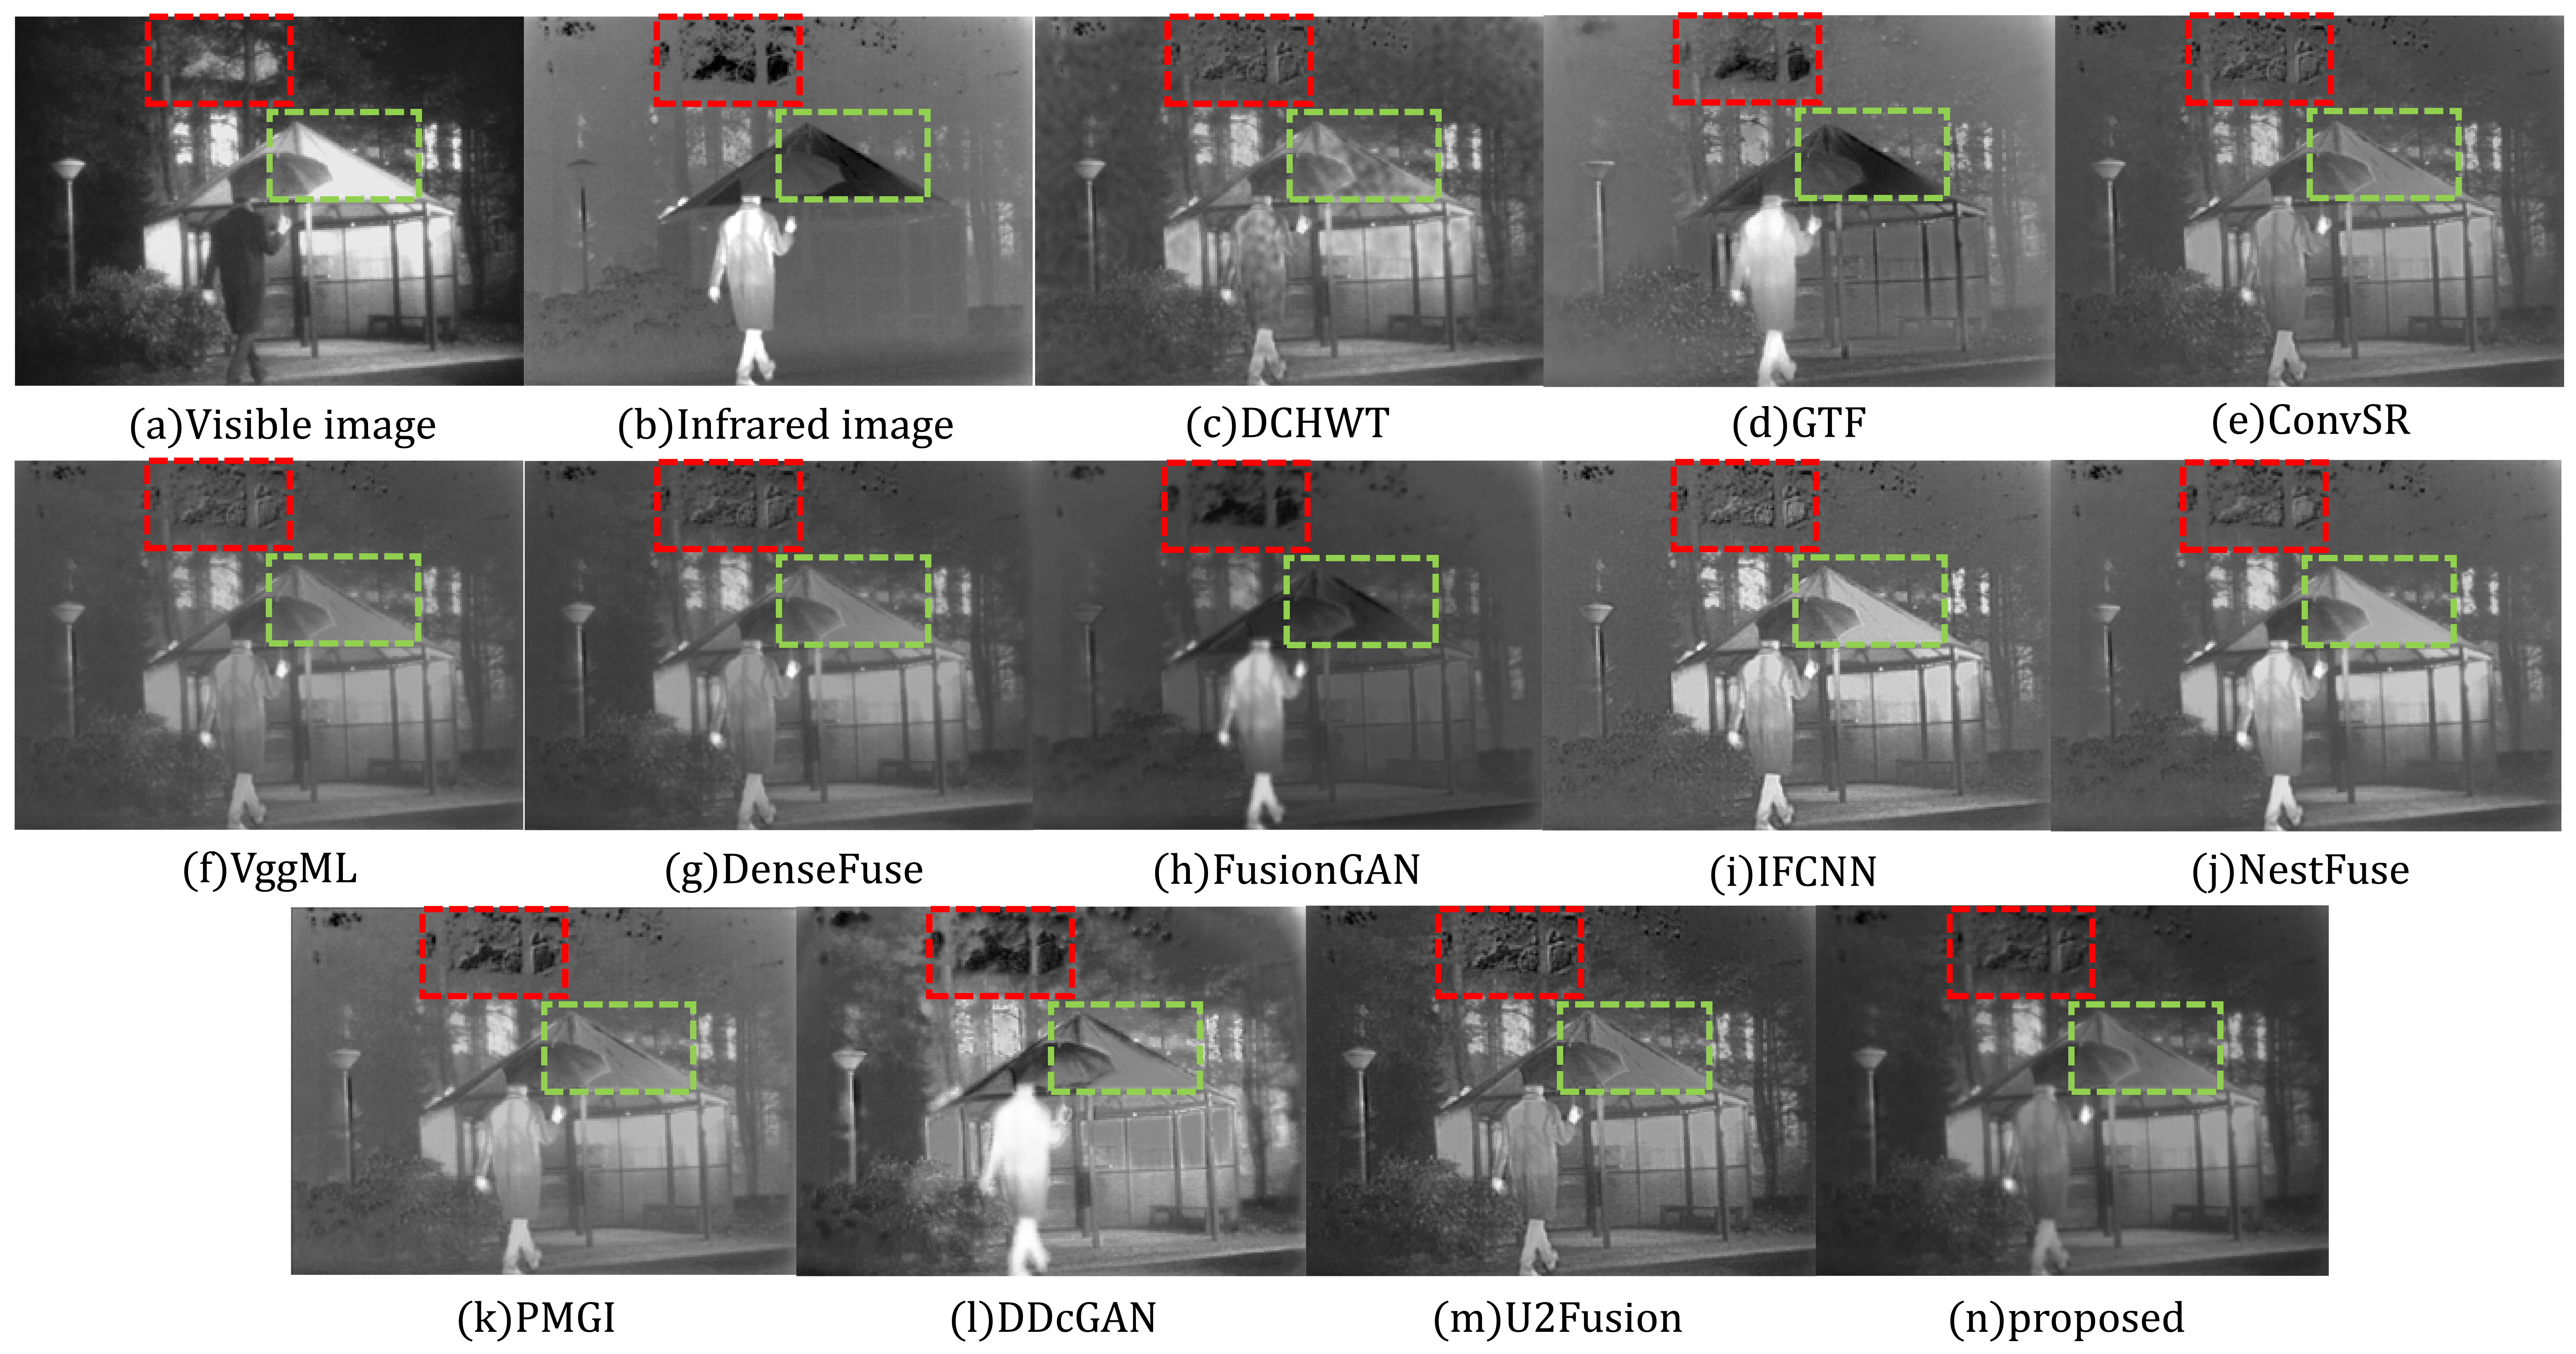 (a)Visible image
(b)Infrared image
(c)DCHWT
(d)GTF
(e)ConvSR
(f)VggML
(g)DenseFuse
(h)FusionGAN
(i)IFCNN
(j)NestFuse
(k)PMGI
(l)DDcGAN
(m)U2Fusion
(n)proposed